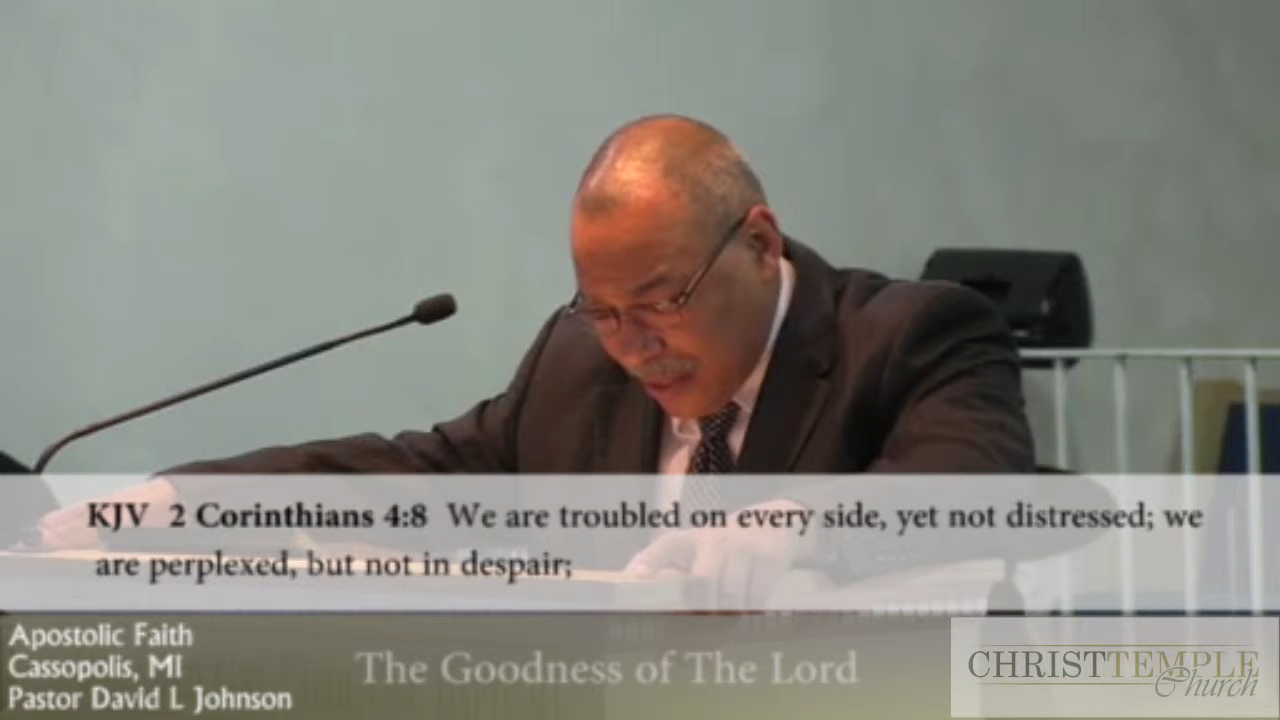 KJV 2 Corinthians 4:8 We are troubled on every side, yet not distressed; we
are perplexed, but not in despair;
Apostolic Faith
Cassopolis, MI
Pastor David L Johnson
The Goodness of The Lord
CHRISTTEMPLE
Church